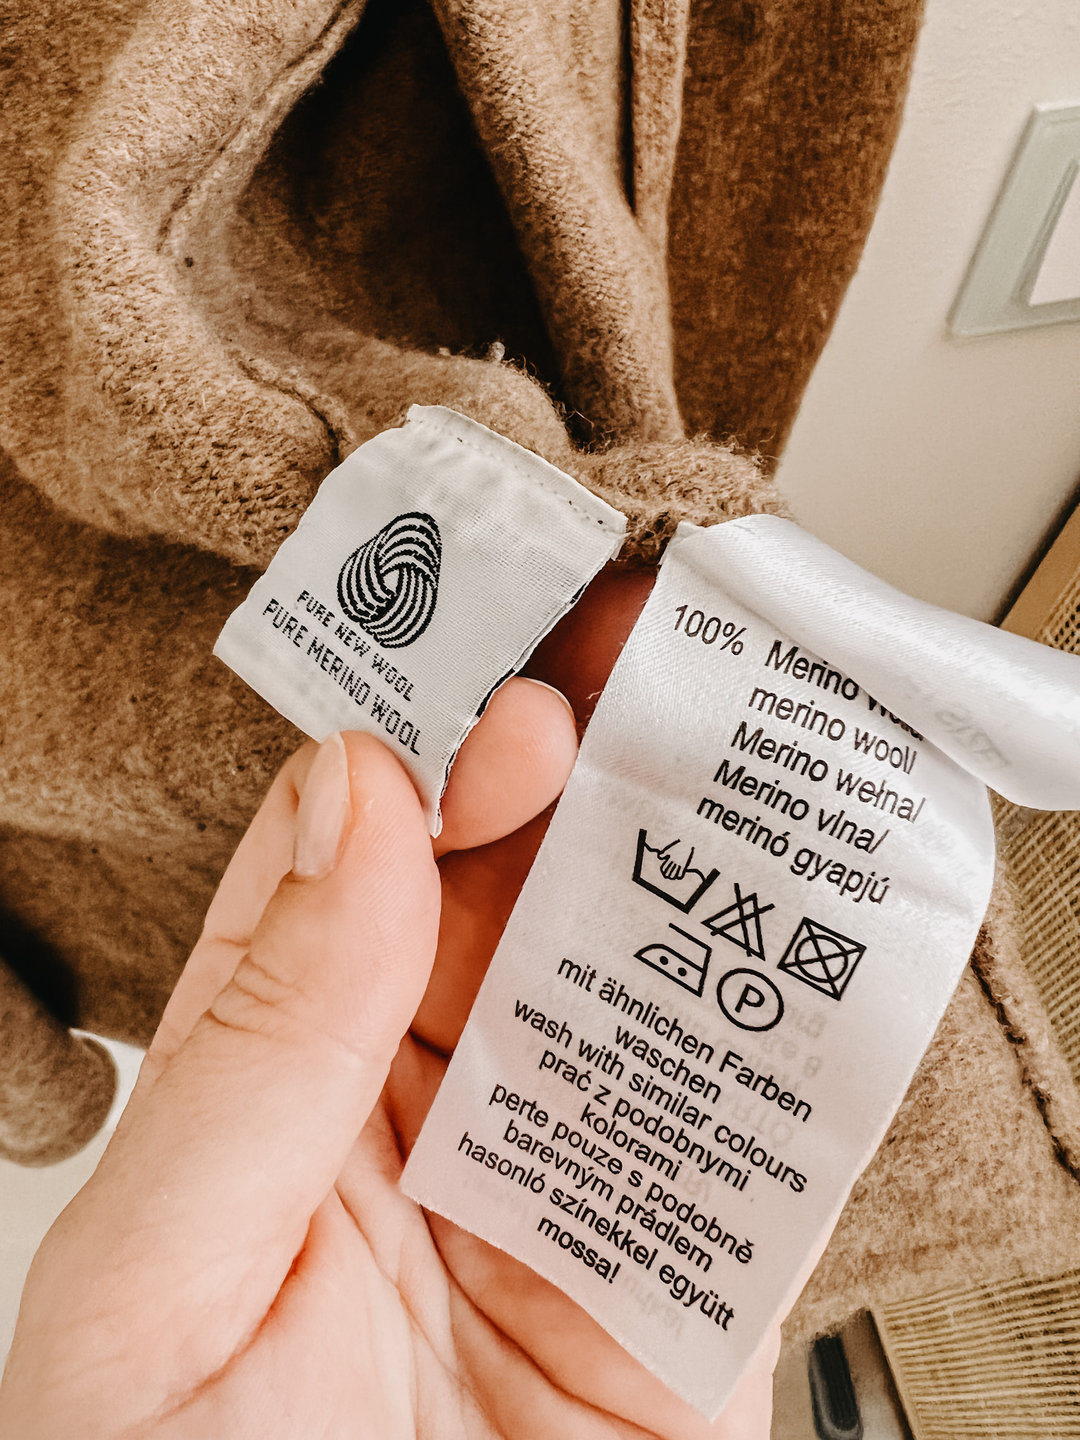 PURE NEW WOOL
PURE MERINO WOOL
100% Merino
merino wool/
Merino wełna/
Merino vlna/
merinó gyapjú
P
mit ähnlichen Farben
waschen
wash with similar colours
prać z podobnymi
kolorami
perte pouze s podobně
barevným prádlem
hasonló színekkel együtt
mossa!